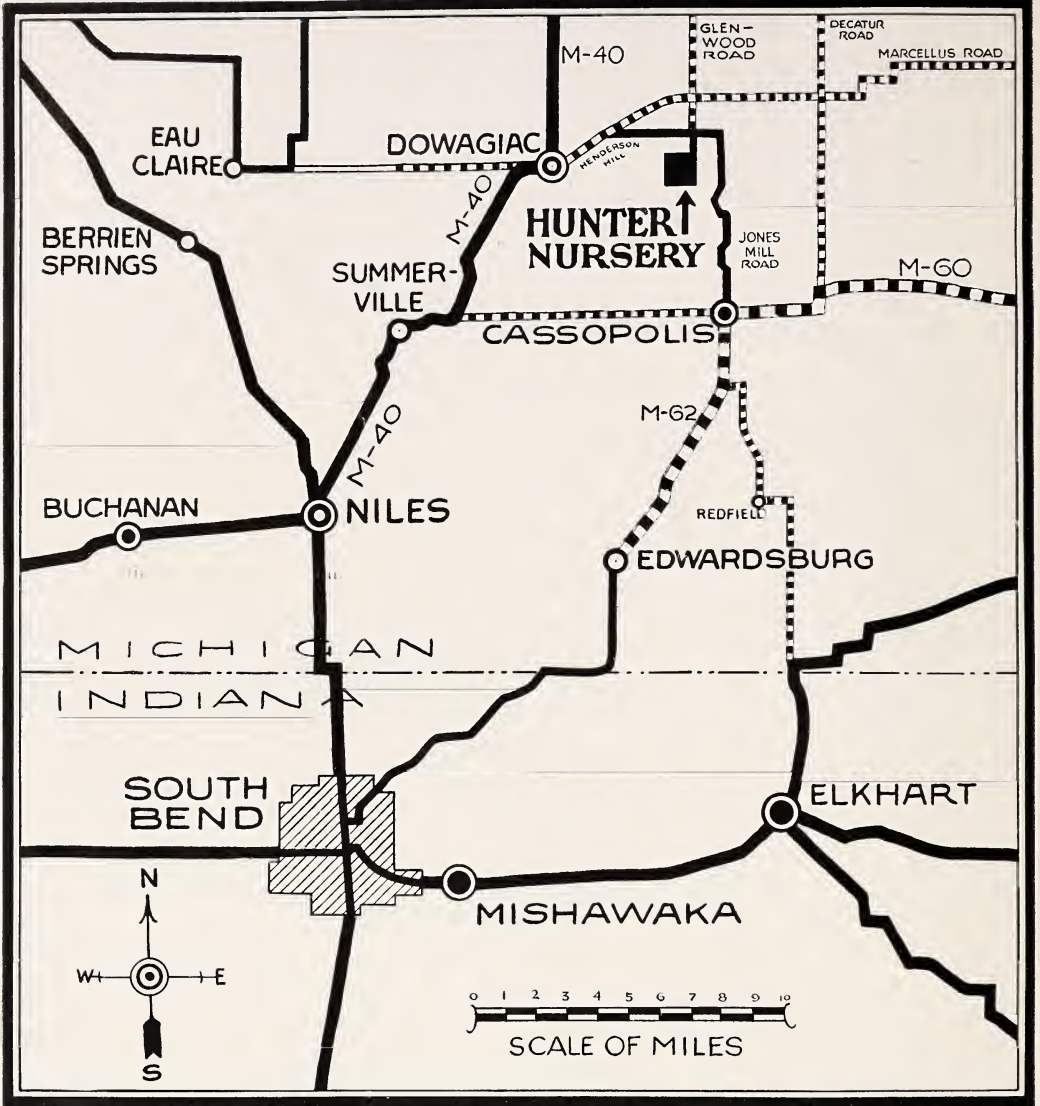 GLEN-
WOOD
ROAD
DECATUR
ROAD
MARCELLUS ROAD
M-40
EAU
CLAIRE
DOWAGIAC
HENDERSON
HILL
M-40
HUNTER
NURSERY
BERRIEN
SPRINGS
JONES
MILL
ROAD
SUMMER-
VILLE
M-60
CASSOPOLIS
M-62
M-40
BUCHANAN
NILES
REDFIELD
EDWARDSBURG
MICHIGAN
INDIANA
SOUTH
BEND
ELKHART
MISHAWAKA
N
W E
S
0 1 2 3 4 5 6 7 8 9 10
SCALE OF MILES